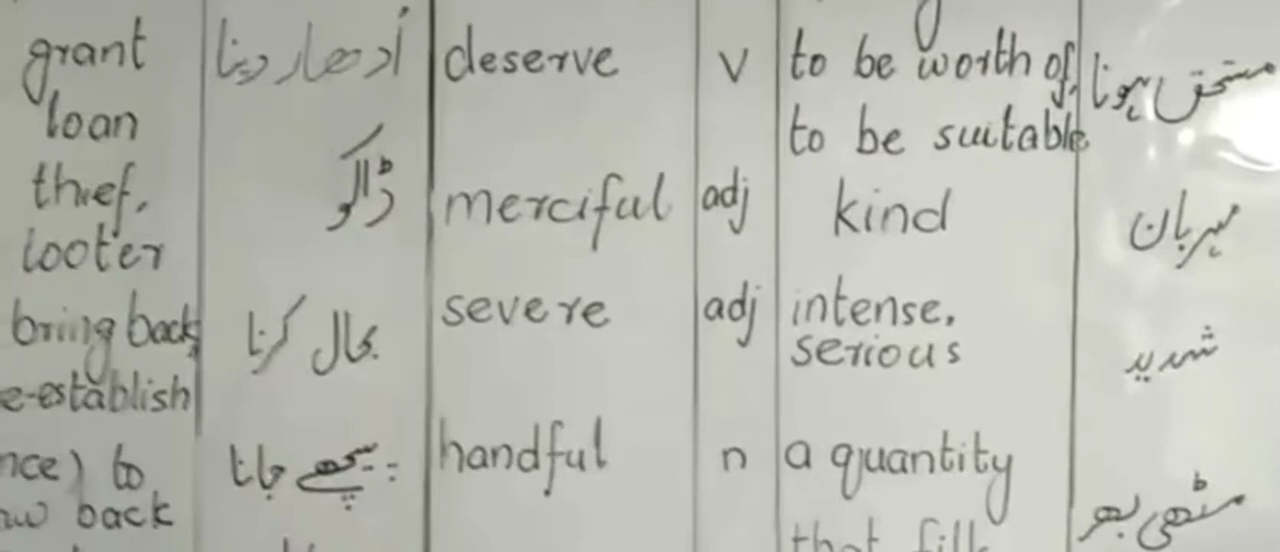 grant ادھار دینا deserve v to be worth of, مستحق ہونا
loan to be suitable
thief, ڈاکو merciful adj kind مہربان
looter
bring back بحال کرنا severe adj intense, شدید
e-establish serious
nce) to پیچھے جانا handful n a quantity مٹھی بھر
back that fill